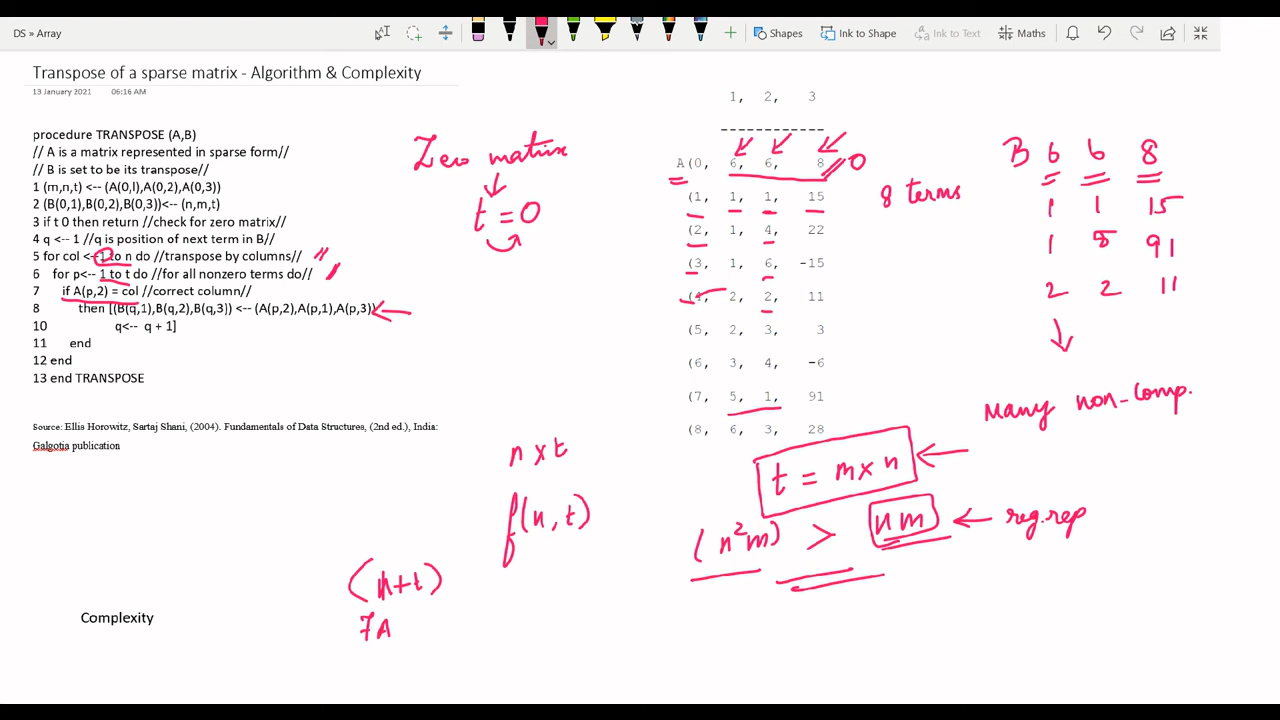 DS » Array
Shapes
Ink to Shape
Ink to Text
Maths
Transpose of a sparse matrix - Algorithm & Complexity
13 January 2021 06:16 AM
procedure TRANSPOSE (A,B)
// A is a matrix represented in sparse form//
// B is set to be its transpose//
1 (m,n,t) <-- (A(0,l),A(0,2),A(0,3))
2 (B(0,1),B(0,2),B(0,3))<-- (n,m,t)
3 if t 0 then return //check for zero matrix//
4 q <-- 1 //q is position of next term in B//
5 for col <--1 to n do //transpose by columns//
6 for p<-- 1 to t do //for all nonzero terms do//
7 if A(p,2) = col //correct column//
8 then [(B(q,1),B(q,2),B(q,3)) <-- (A(p,2),A(p,1),A(p,3)
10 q<-- q + 1]
11 end
12 end
13 end TRANSPOSE
Source: Ellis Horowitz, Sartaj Shani, (2004). Fundamentals of Data Structures, (2nd ed.), India:
Galgotia publication
Zero matrix
t = 0
1, 2, 3
----------------
A(0, 6, 6, 8
0
(1, 1, 1, 15
(2, 1, 4, 22
(3, 1, 6, -15
(4, 2, 2, 11
(5, 2, 3, 3
(6, 3, 4, -6
(7, 5, 1, 91
(8, 6, 3, 28
8 terms
B 6 6 8
1 1 15
1 5 91
2 2 11
Many non-comp.
n x t
t = m x n
f(n, t)
(n²m) > nm
reg.rep
(n+t)
7A
Complexity